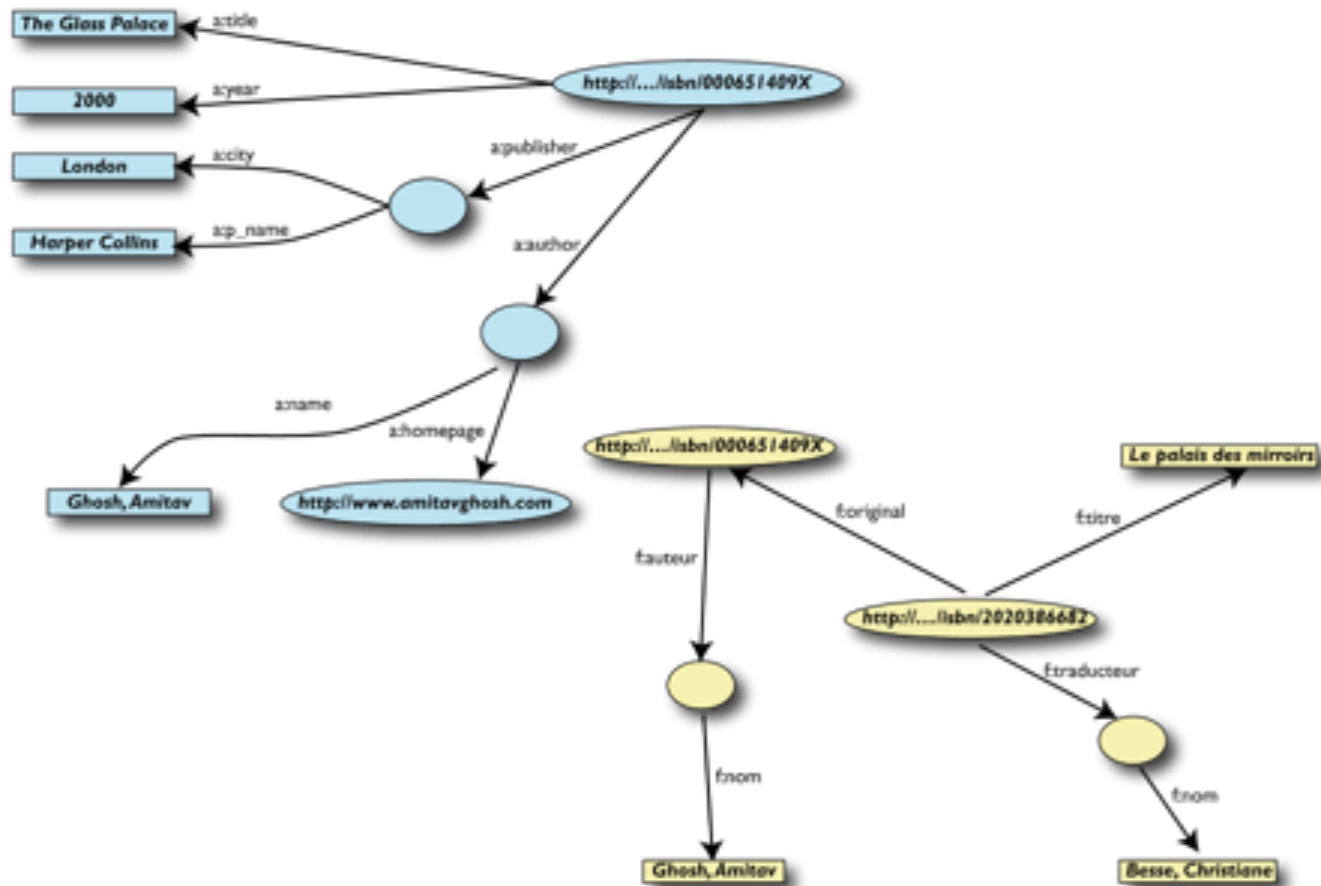 The Glass Palace
a:title
http://..../isbn/000651409X
2000
a:year
London
a:city
a:publisher
Harper Collins
a:p_name
a:author
a:name
a:homepage
Ghosh, Amitav
http://www.amitavghosh.com
http://..../isbn/000651409X
Le palais des mirroirs
f:original
f:titre
f:auteur
http://..../isbn/2020386682
f:traducteur
f:nom
f:nom
Ghosh, Amitav
Besse, Christiane